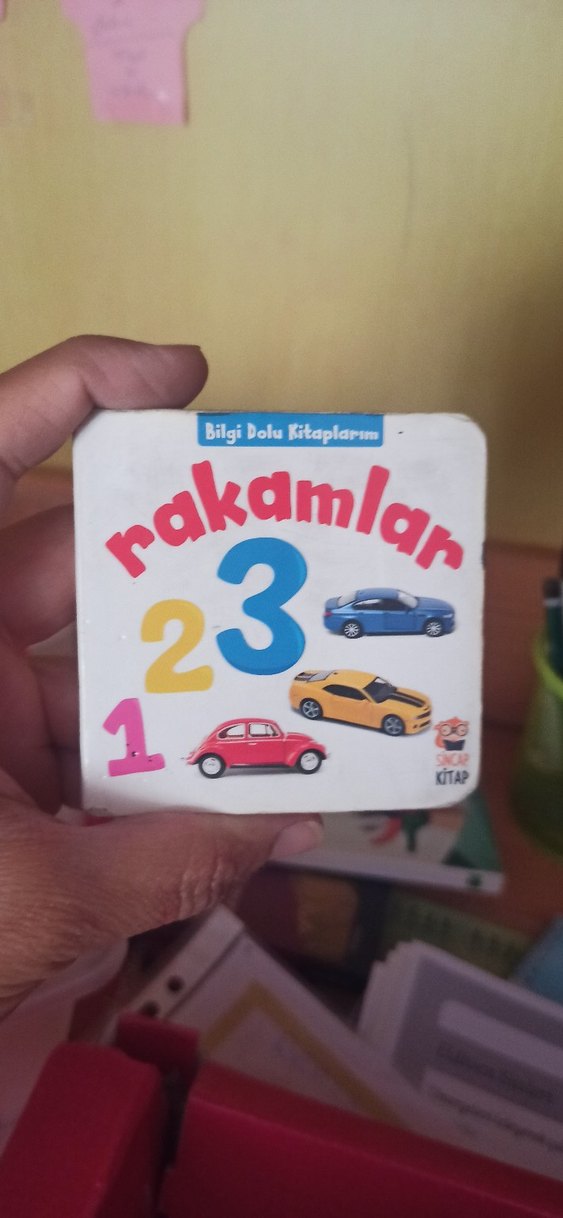 Bilgi Dolu Kitaplarım
rakamlar
3
2
1
SİNCAP
KİTAP